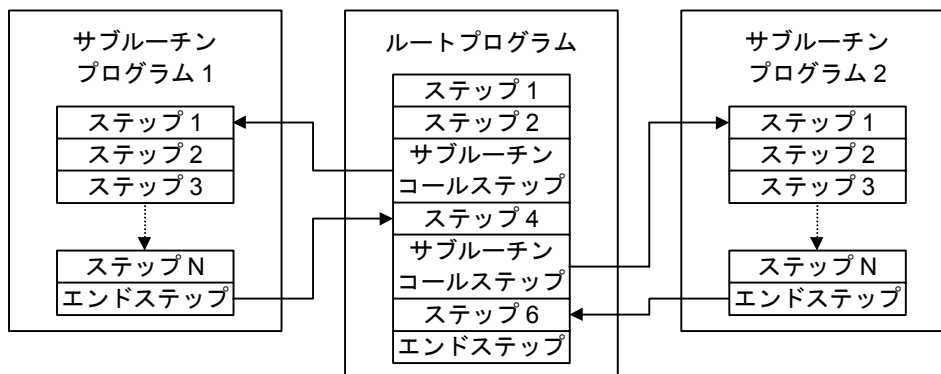 サブルーチン
プログラム 1
ステップ 1
ステップ 2
ステップ 3
ステップ N
エンドステップ
ルートプログラム
ステップ 1
ステップ 2
サブルーチン
コールステップ
ステップ 4
サブルーチン
コールステップ
ステップ 6
エンドステップ
サブルーチン
プログラム 2
ステップ 1
ステップ 2
ステップ 3
ステップ N
エンドステップ